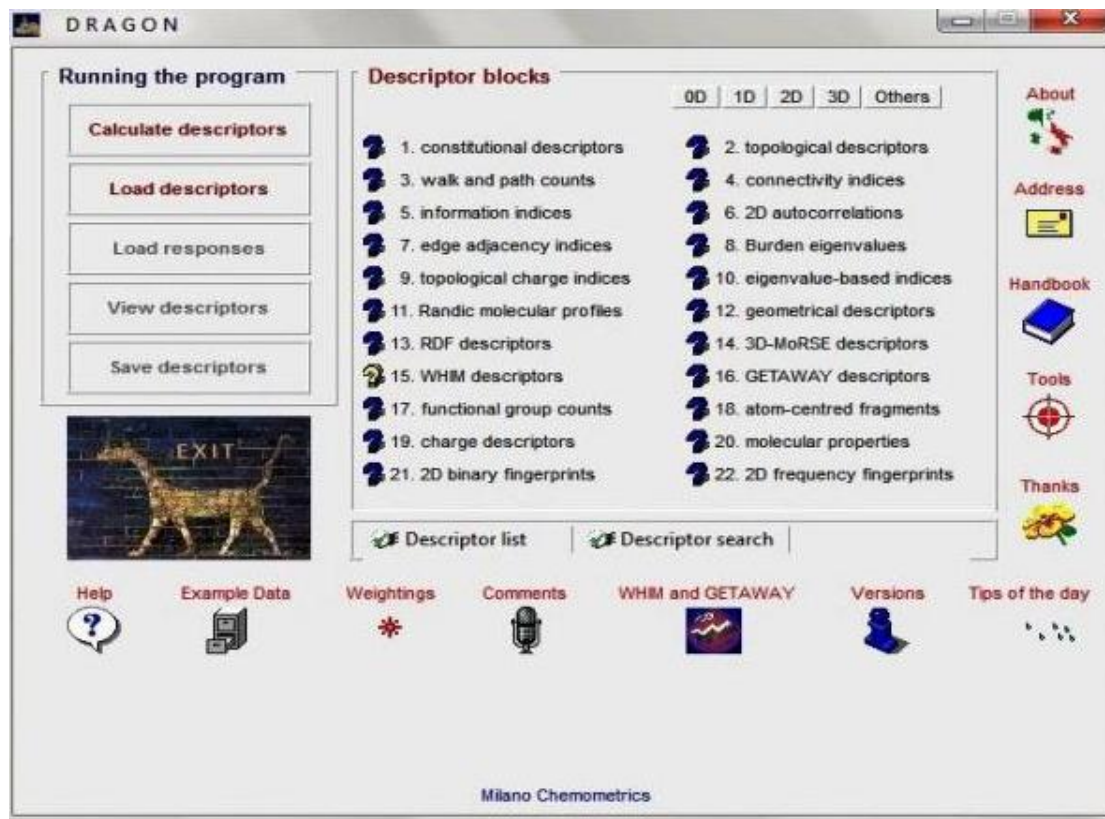 DRAGON
Running the program
Calculate descriptors
Load descriptors
Load responses
View descriptors
Save descriptors
EXIT
Descriptor blocks
0D 1D 2D 3D Others
1. constitutional descriptors
2. topological descriptors
3. walk and path counts
4. connectivity indices
5. information indices
6. 2D autocorrelations
7. edge adjacency indices
8. Burden eigenvalues
9. topological charge indices
10. eigenvalue-based indices
11. Randic molecular profiles
12. geometrical descriptors
13. RDF descriptors
14. 3D-MoRSE descriptors
15. WHIM descriptors
16. GETAWAY descriptors
17. functional group counts
18. atom-centred fragments
19. charge descriptors
20. molecular properties
21. 2D binary fingerprints
22. 2D frequency fingerprints
Descriptor list
Descriptor search
About
Address
Handbook
Tools
Thanks
Help
Example Data
Weightings
Comments
WHIM and GETAWAY
Versions
Tips of the day
Milano Chemometrics